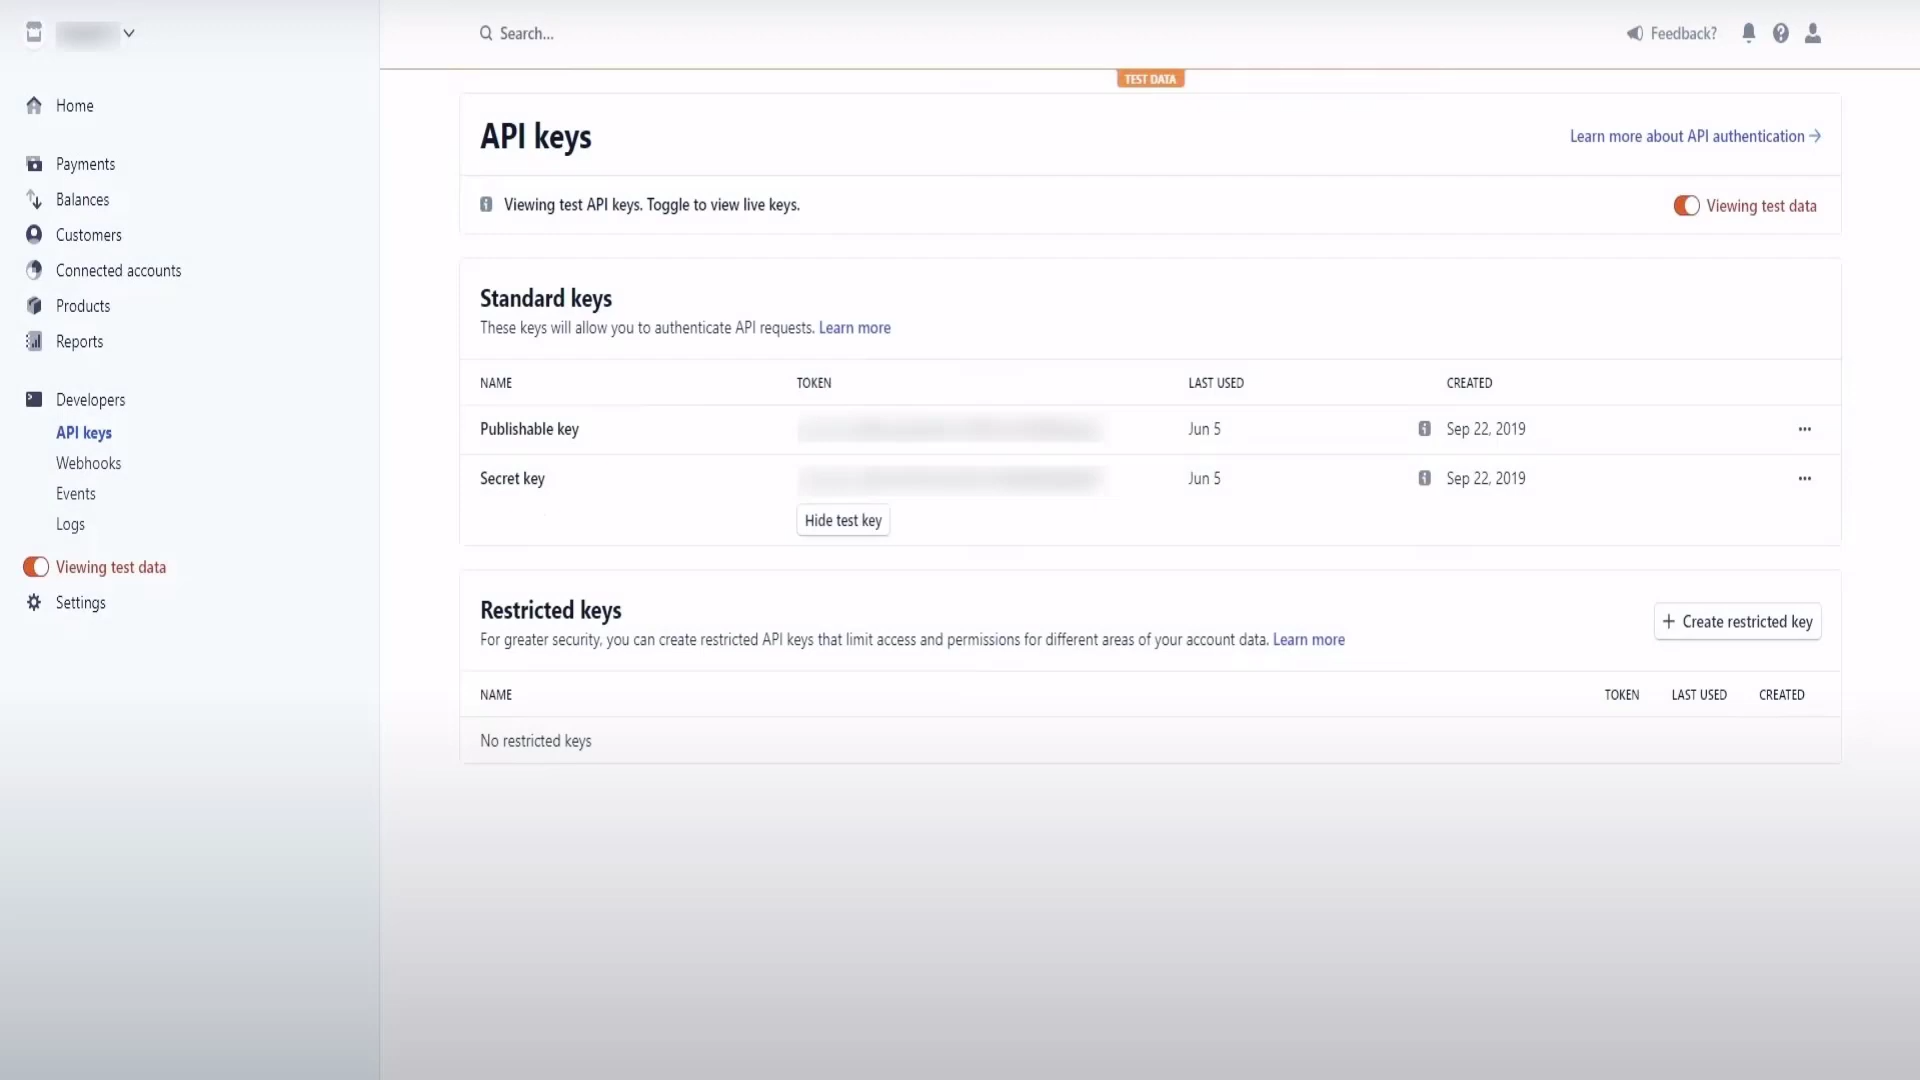 Search...
Feedback?
TEST DATA
Home
Payments
Balances
Customers
Connected accounts
Products
Reports
Developers
API keys
Webhooks
Events
Logs
Viewing test data
Settings
API keys
Learn more about API authentication →
Viewing test API keys. Toggle to view live keys.
Viewing test data
Standard keys
These keys will allow you to authenticate API requests. Learn more
NAME TOKEN LAST USED CREATED
Publishable key Jun 5 Sep 22, 2019 ...
Secret key Jun 5 Sep 22, 2019 ...
Hide test key
Restricted keys
+ Create restricted key
For greater security, you can create restricted API keys that limit access and permissions for different areas of your account data. Learn more
NAME TOKEN LAST USED CREATED
No restricted keys